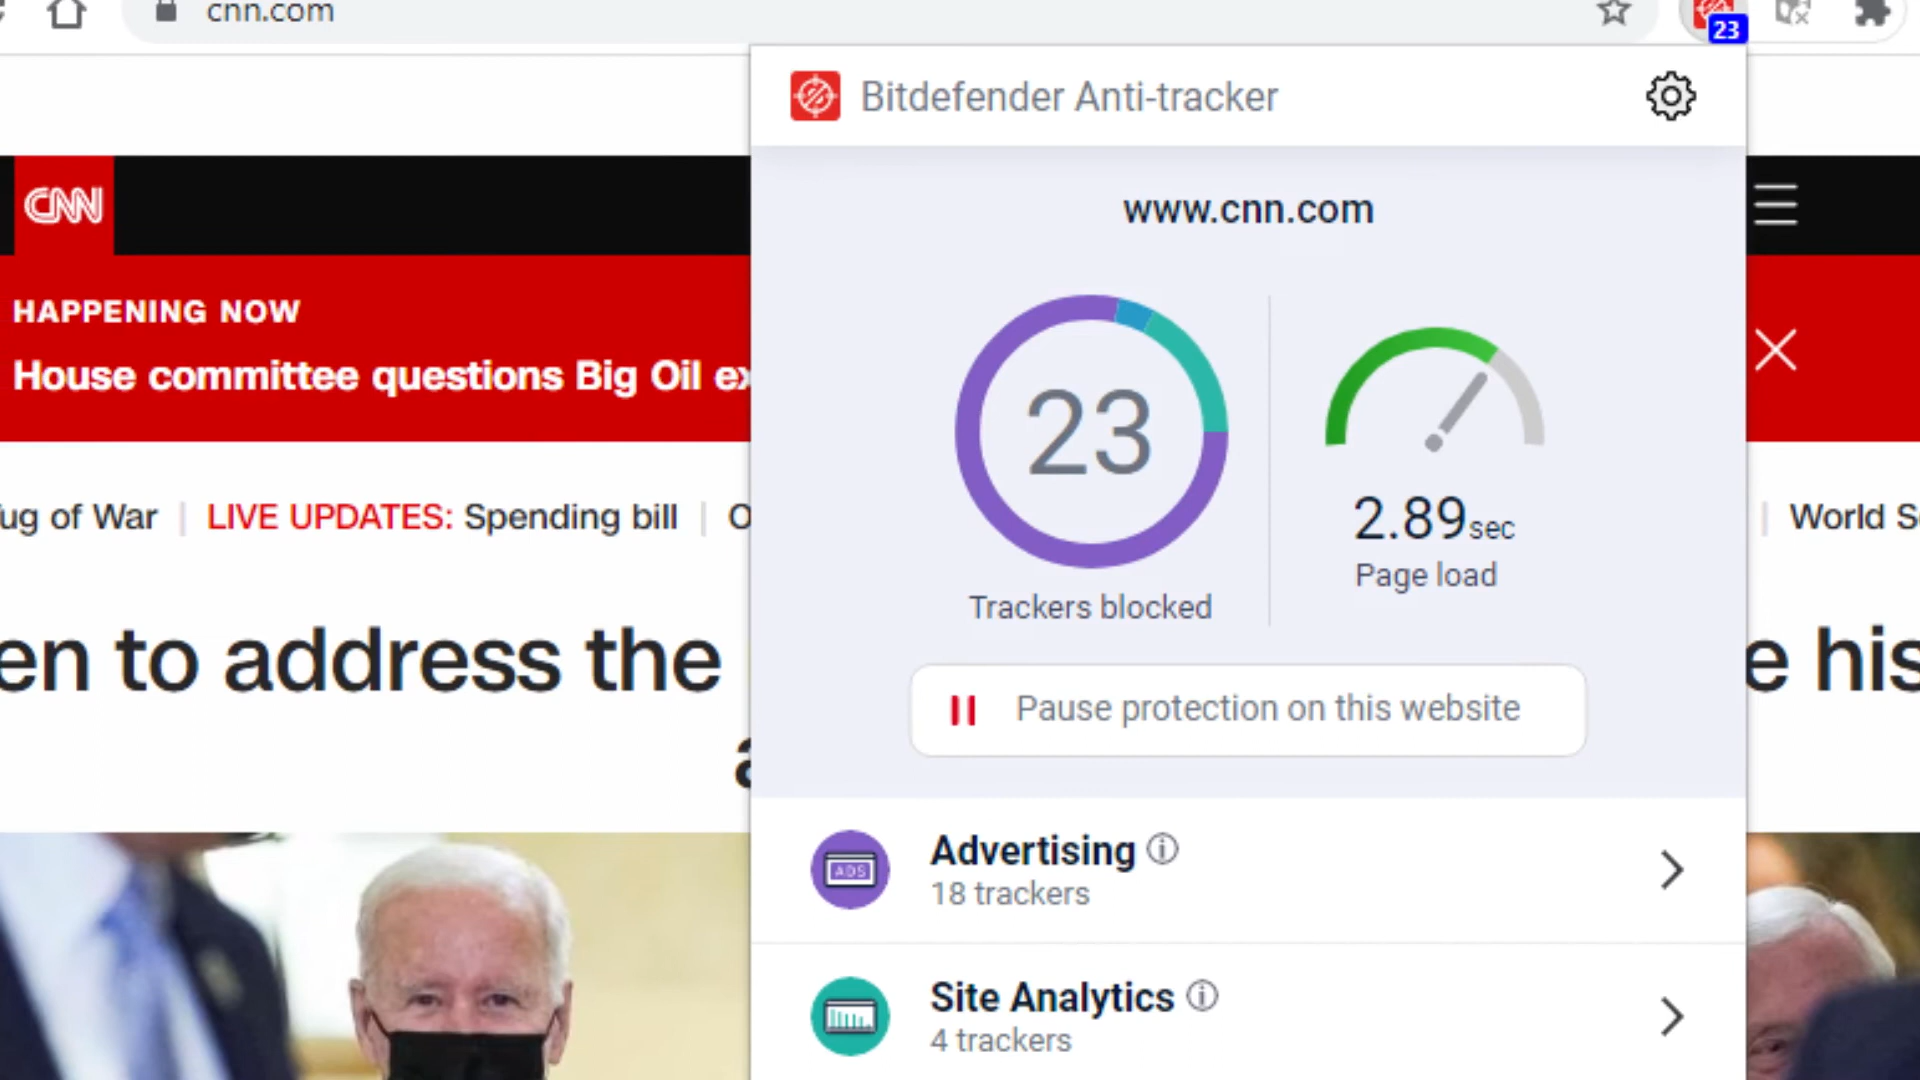 cnn.com
23
Bitdefender Anti-tracker
CNN
www.cnn.com
HAPPENING NOW
House committee questions Big Oil ex
23
2.89sec
Page load
Trackers blocked
ug of War | LIVE UPDATES: Spending bill |
World S
en to address the
e his
Pause protection on this website
Advertising
18 trackers
ADS
Site Analytics
4 trackers